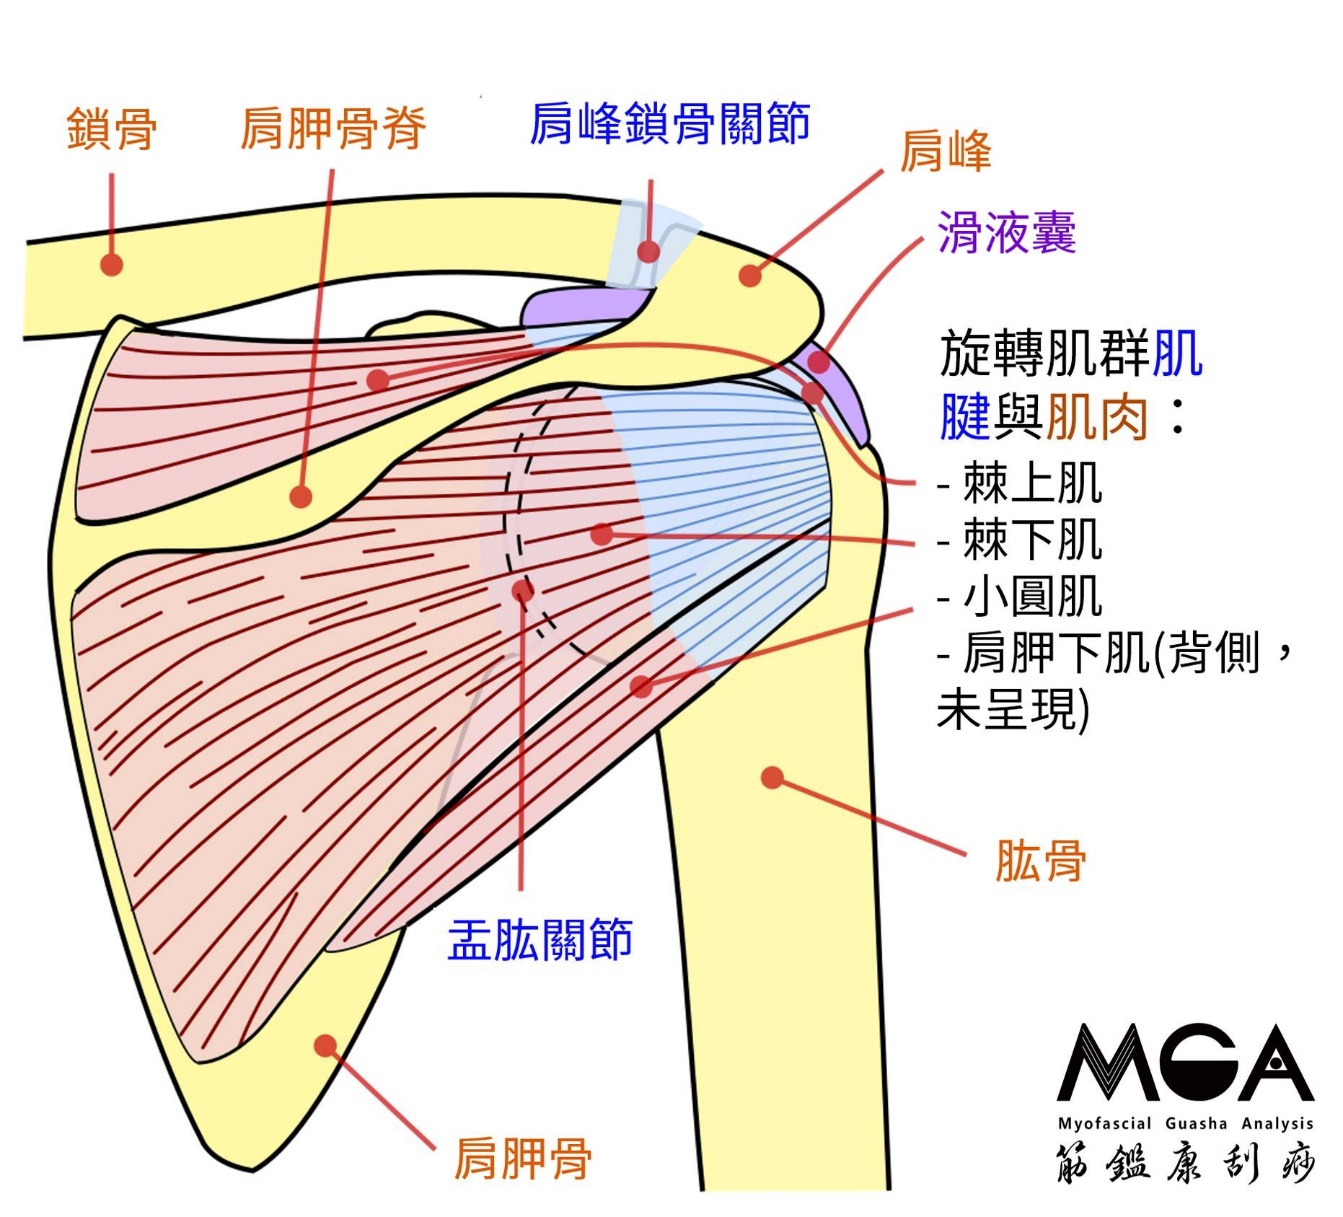 鎖骨
肩胛骨脊
肩峰鎖骨關節
肩峰
滑液囊
旋轉肌群肌
腱與肌肉：
- 棘上肌
- 棘下肌
- 小圓肌
- 肩胛下肌(背側，
未呈現)
肱骨
盂肱關節
肩胛骨
MGA
Myofascial Guasha Analysis
筋鑑康刮痧